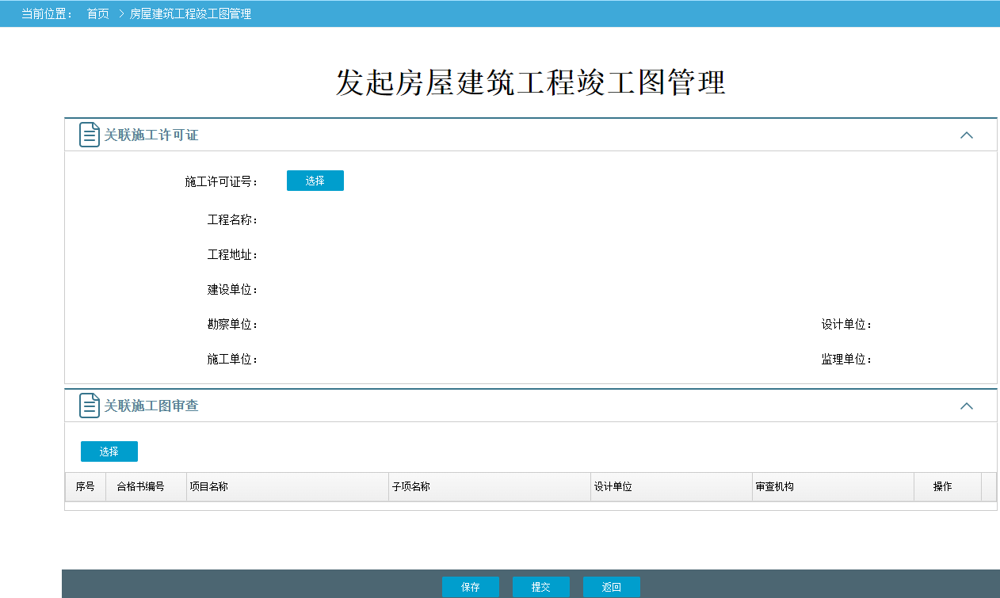 当前位置： 首页 > 房屋建筑工程竣工图管理
发起房屋建筑工程竣工图管理
关联施工许可证
施工许可证号： 选择
工程名称：
工程地址：
建设单位：
勘察单位： 设计单位：
施工单位： 监理单位：
关联施工图审查
选择
序号 合格书编号 项目名称 子项名称 设计单位 审查机构 操作
保存 提交 返回